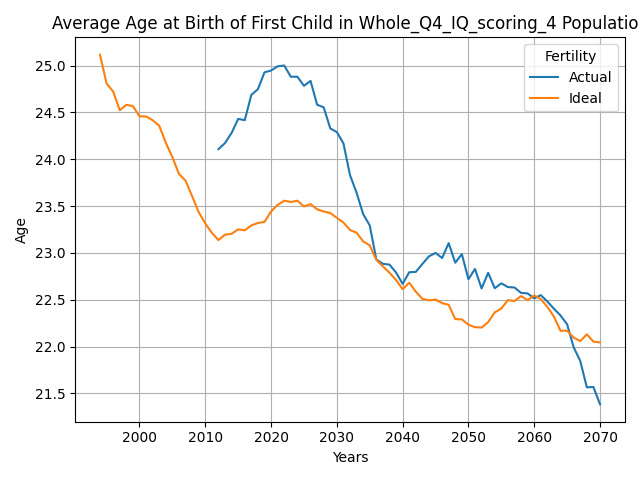 Average Age at Birth of First Child in Whole_Q4_IQ_scoring_4 Populatio
Fertility
Actual
Ideal
25.0
24.5
24.0
23.5
23.0
22.5
22.0
21.5
Age
2000 2010 2020 2030 2040 2050 2060 2070
Years